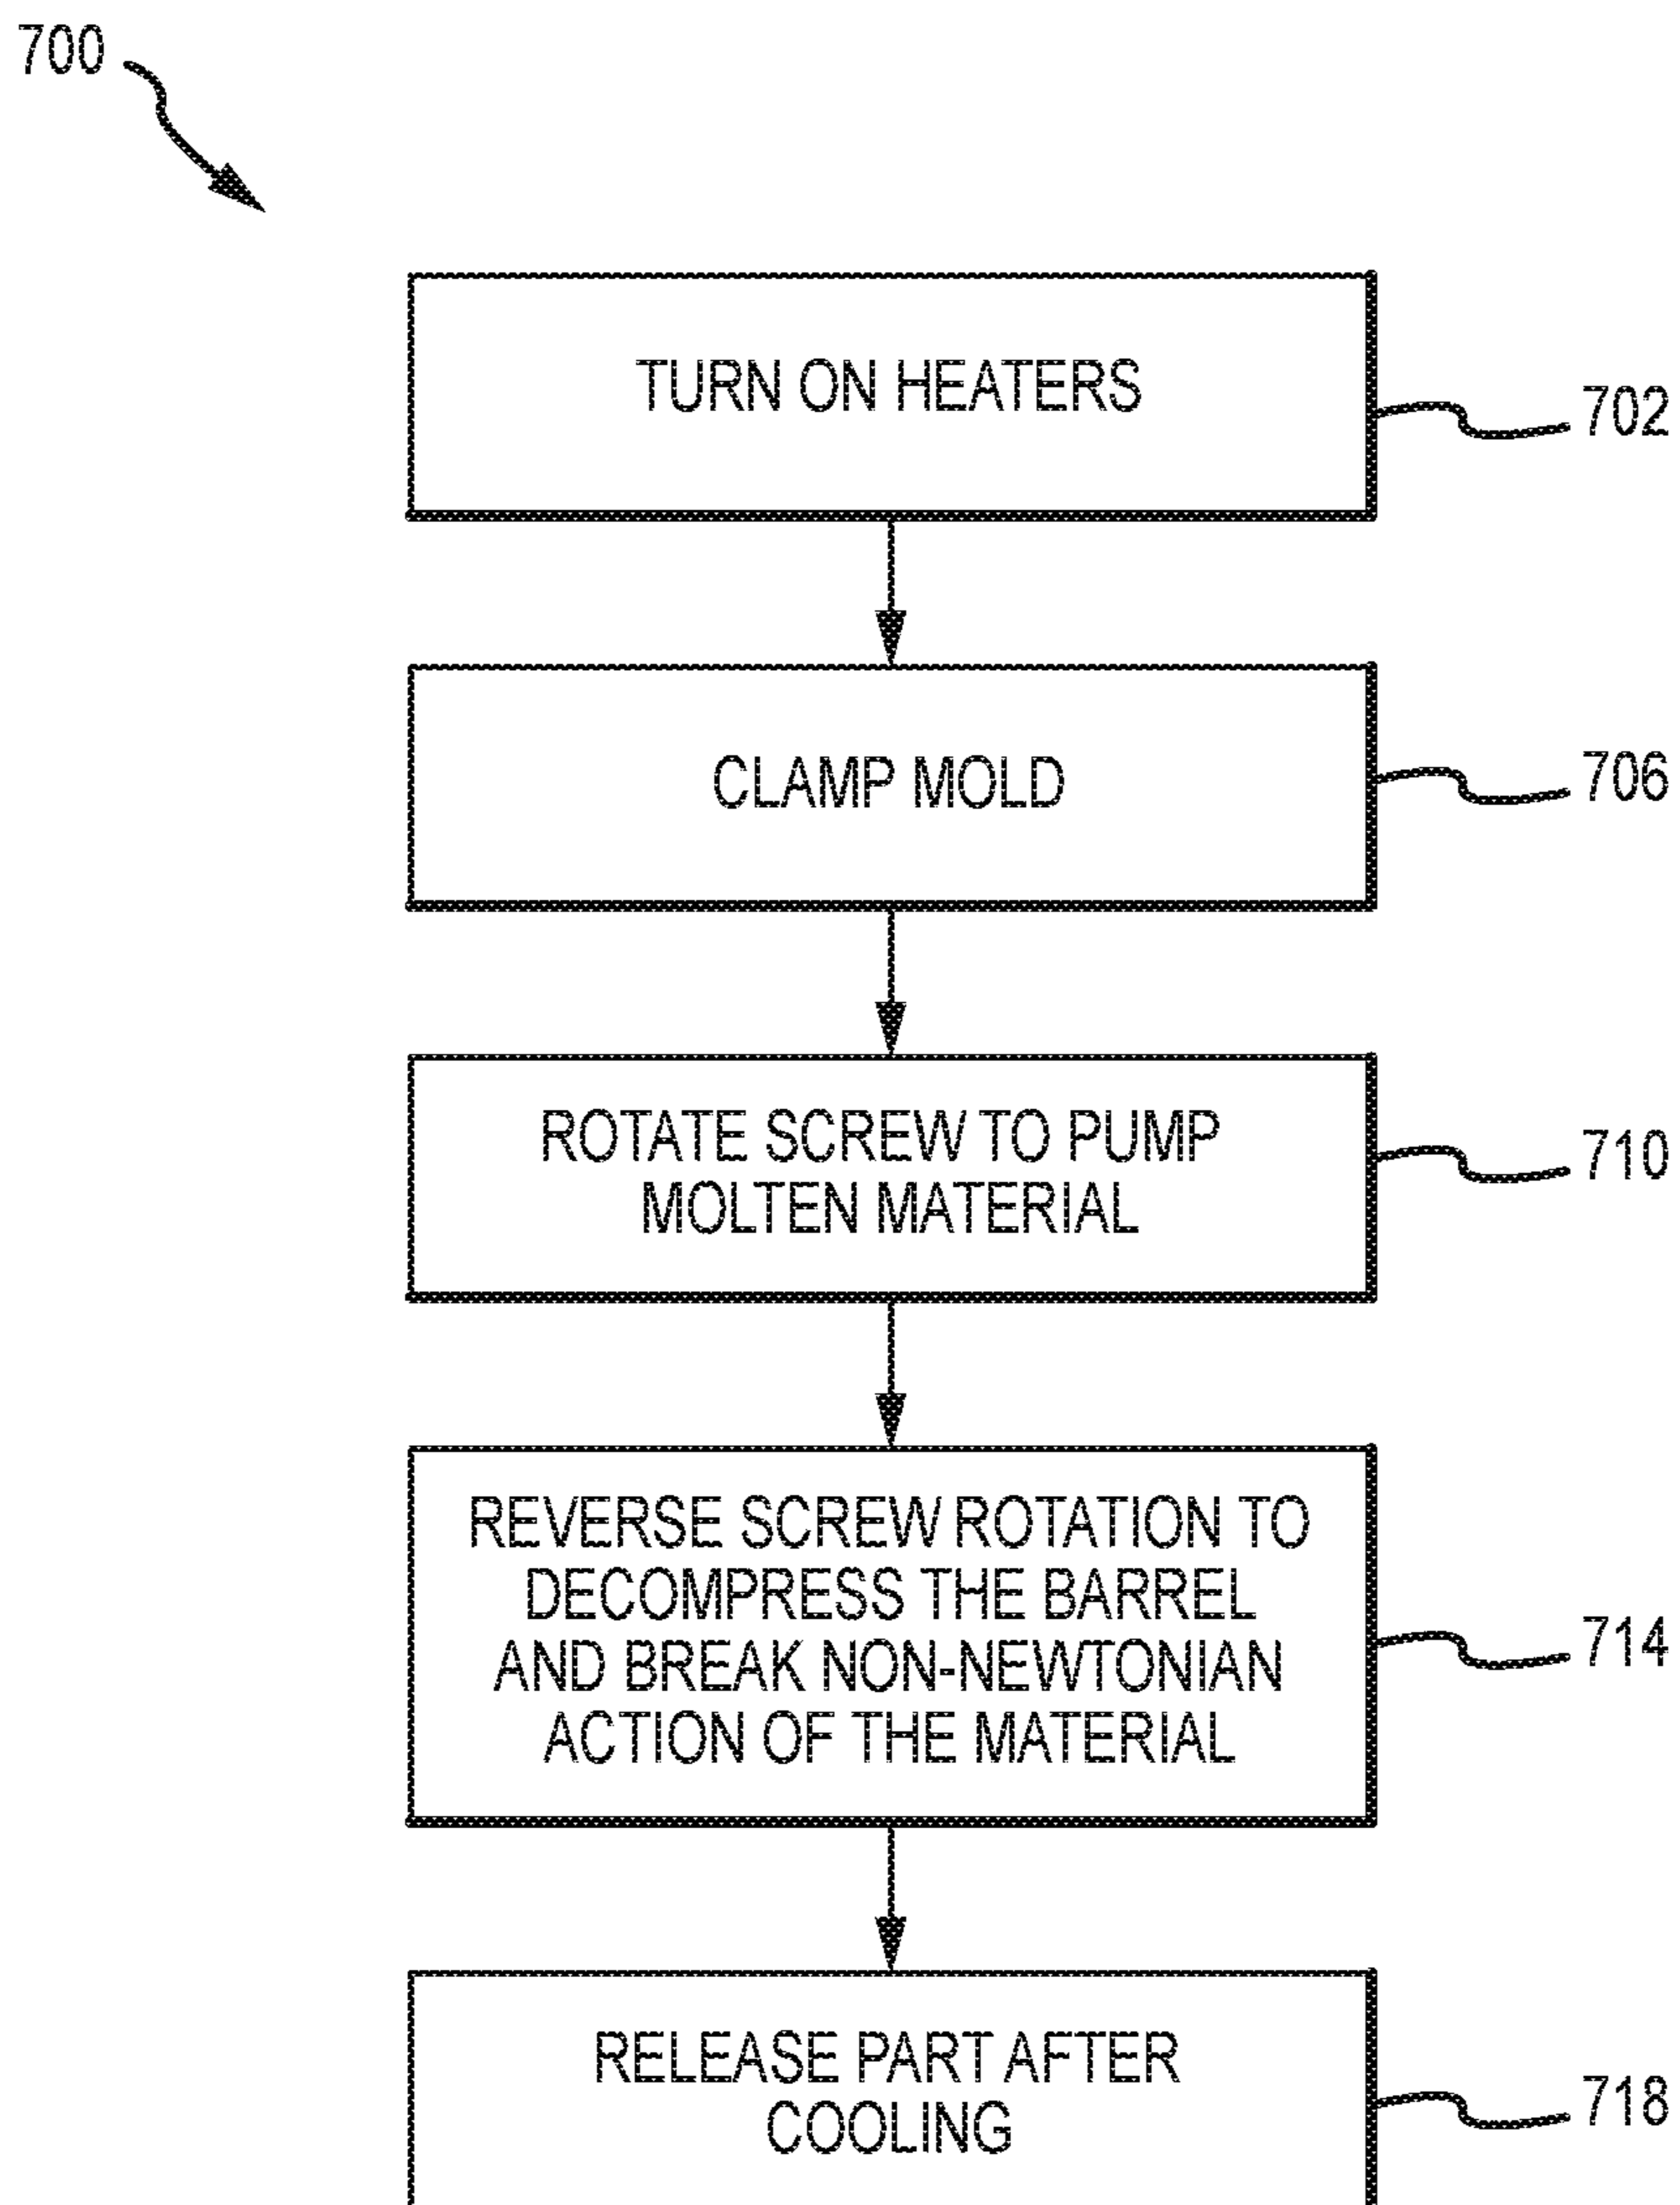 700
TURN ON HEATERS
702
CLAMP MOLD
706
ROTATE SCREW TO PUMP
MOLTEN MATERIAL
710
REVERSE SCREW ROTATION TO
DECOMPRESS THE BARREL
AND BREAK NON-NEWTONIAN
ACTION OF THE MATERIAL
714
RELEASE PART AFTER
COOLING
718